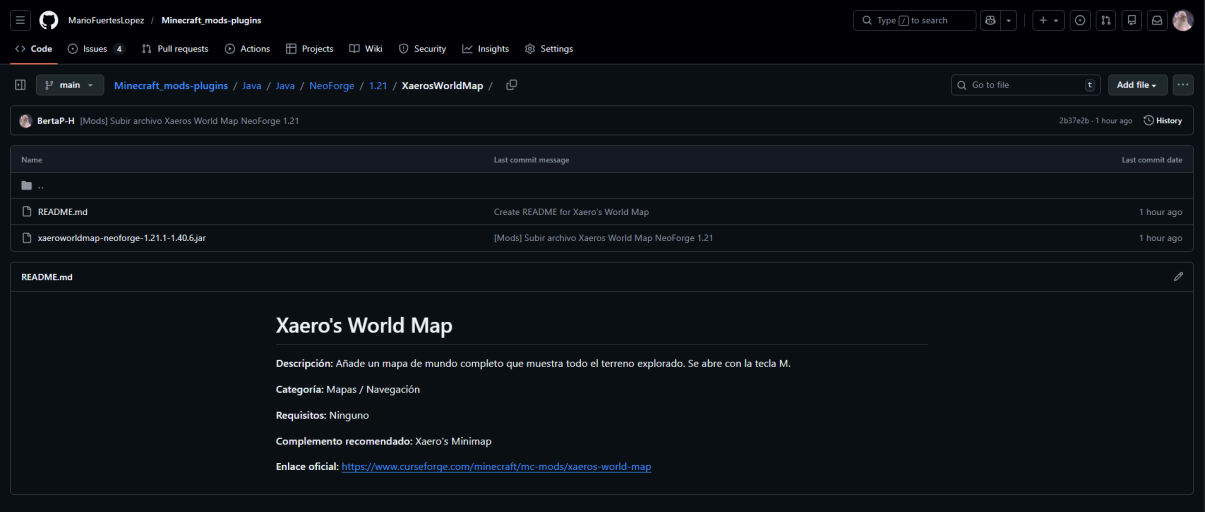 MarioFuertesLopez / Minecraft_mods-plugins
Type / to search
Code Issues 4 Pull requests Actions Projects Wiki Security Insights Settings
main Minecraft_mods-plugins / Java / Java / NeoForge / 1.21 / XaerosWorldMap / Go to file t Add file
BertaP-H [Mods] Subir archivo Xaeros World Map NeoForge 1.21 2b37e2b · 1 hour ago History
Name Last commit message Last commit date
..
README.md Create README for Xaero's World Map 1 hour ago
xaeroworldmap-neoforge-1.21.1-1.40.6.jar [Mods] Subir archivo Xaeros World Map NeoForge 1.21 1 hour ago
README.md
Xaero's World Map
Descripción: Añade un mapa de mundo completo que muestra todo el terreno explorado. Se abre con la tecla M.
Categoría: Mapas / Navegación
Requisitos: Ninguno
Complemento recomendado: Xaero's Minimap
Enlace oficial: https://www.curseforge.com/minecraft/mc-mods/xaeros-world-map